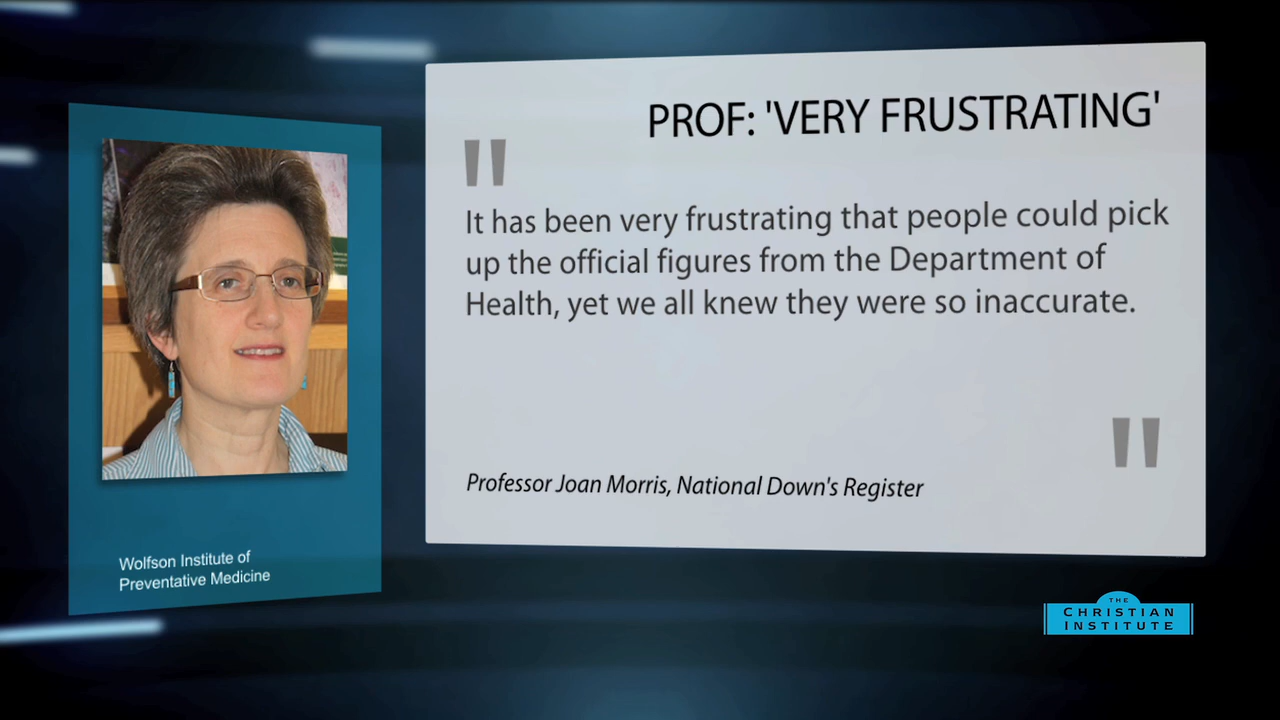 PROF: 'VERY FRUSTRATING'
"
It has been very frustrating that people could pick
up the official figures from the Department of
Health, yet we all knew they were so inaccurate.
"
Professor Joan Morris, National Down's Register
Wolfson Institute of
Preventative Medicine
THE
CHRISTIAN
INSTITUTE